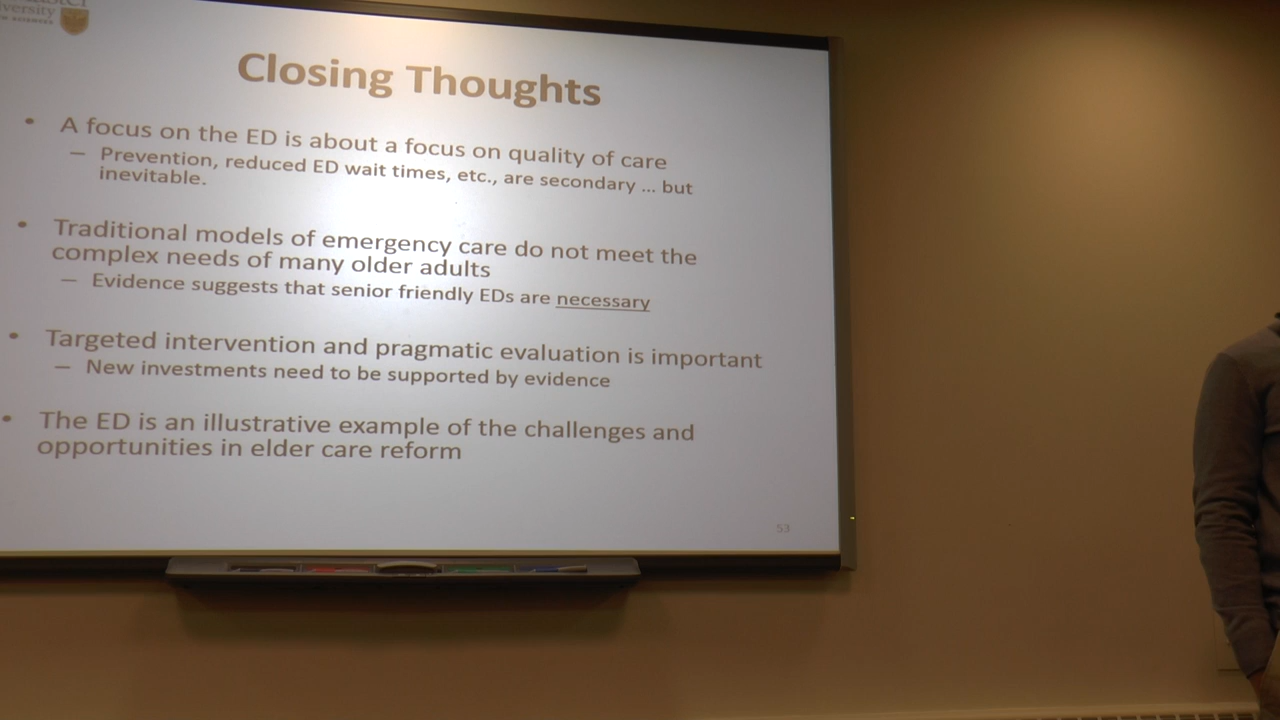 versity
Closing Thoughts
• A focus on the ED is about a focus on quality of care
– Prevention, reduced ED wait times, etc., are secondary ... but
inevitable.
• Traditional models of emergency care do not meet the
complex needs of many older adults
– Evidence suggests that senior friendly EDs are necessary
• Targeted intervention and pragmatic evaluation is important
– New investments need to be supported by evidence
• The ED is an illustrative example of the challenges and
opportunities in elder care reform
53